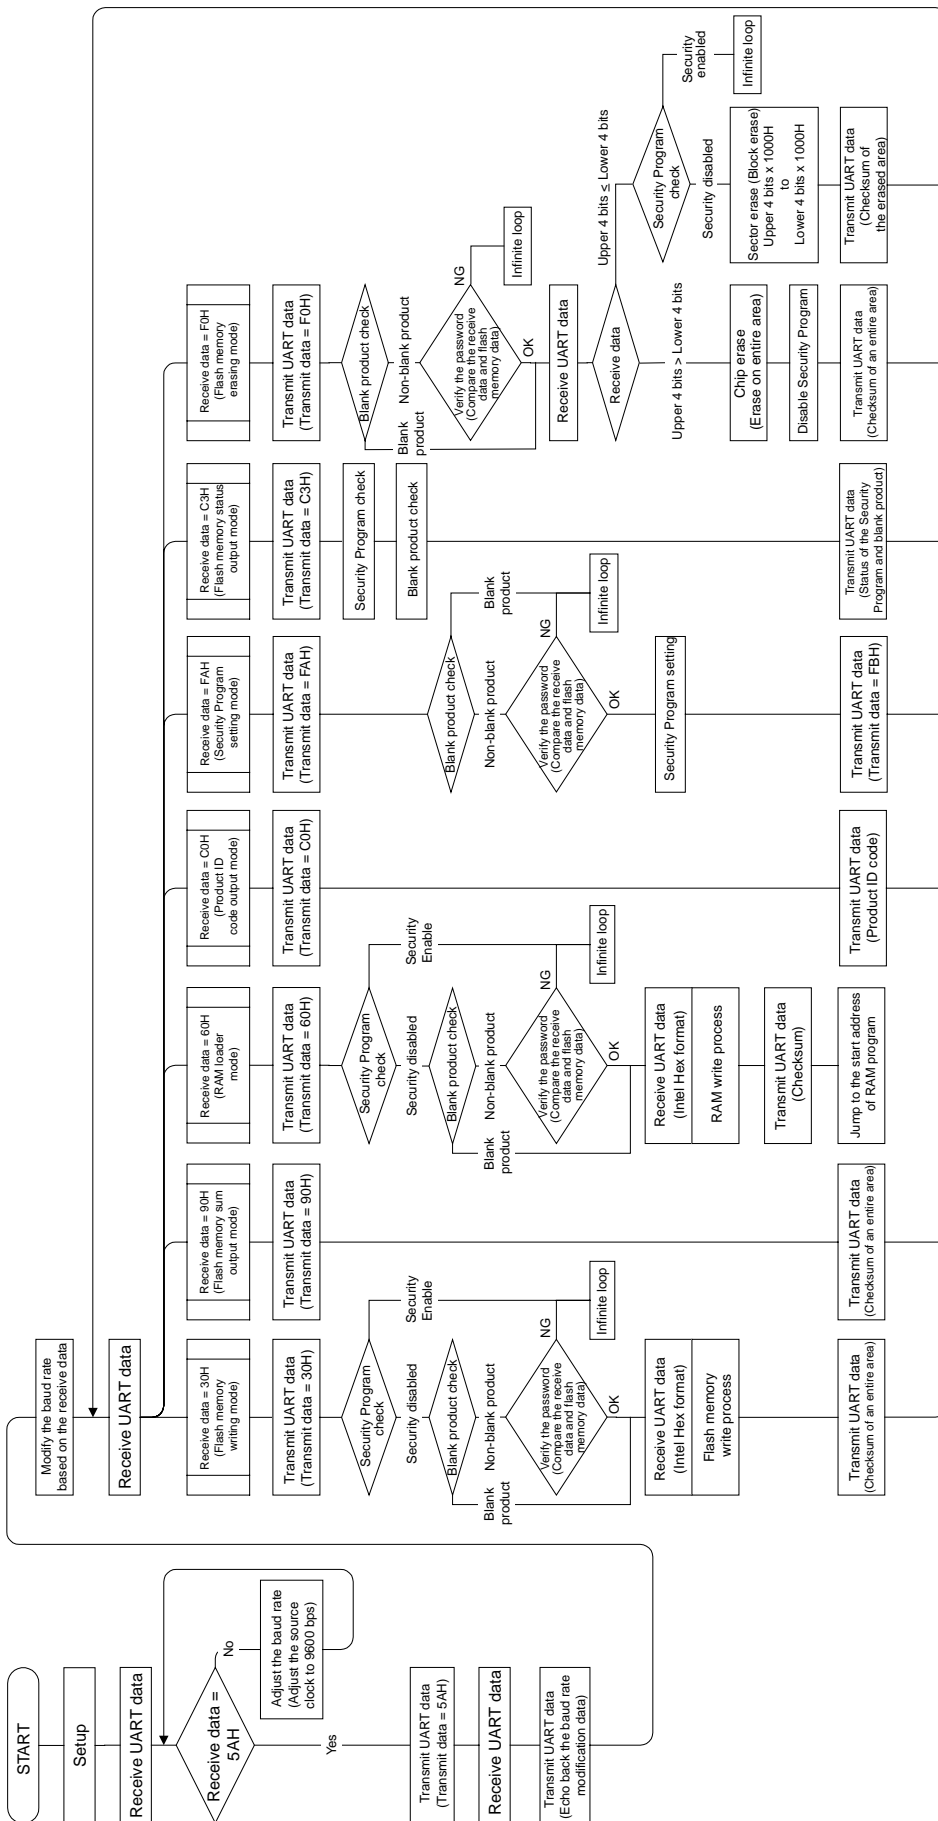 START
Setup
Receive UART data
Receive data =
5AH
No
Adjust the baud rate
(Adjust the source
clock to 9600 bps)
Yes
Transmit UART data
(Transmit data = 5AH)
Receive UART data
Transmit UART data
(Echo back the baud rate
modification data)
Modify the baud rate
based on the receive data
Receive UART data
Receive data = 30H
(Flash memory
writing mode)
Transmit UART data
(Transmit data = 30H)
Security Program
check
Security
Enable
Security disabled
Blank product check
Non-blank product
Blank
product
Verify the password
(Compare the receive
data and flash
memory data)
NG
Infinite loop
OK
Receive UART data
(Intel Hex format)
Flash memory
write process
Transmit UART data
(Checksum of an entire area)
Receive data = 90H
(Flash memory sum
output mode)
Transmit UART data
(Transmit data = 90H)
Transmit UART data
(Checksum of an entire area)
Receive data = 60H
(RAM loader
mode)
Transmit UART data
(Transmit data = 60H)
Security Program
check
Security
Enable
Security disabled
Blank product check
Non-blank product
Blank
product
Verify the password
(Compare the receive
data and flash
memory data)
NG
Infinite loop
OK
Receive UART data
(Intel Hex format)
RAM write process
Transmit UART data
(Checksum)
Jump to the start address
of RAM program
Receive data = C0H
(Product ID
code output mode)
Transmit UART data
(Transmit data = C0H)
Transmit UART data
(Product ID code)
Receive data = FAH
(Security Program
setting mode)
Transmit UART data
(Transmit data = FAH)
Blank product check
Blank
product
Non-blank product
Verify the password
(Compare the receive
data and flash
memory data)
NG
Infinite loop
OK
Security Program setting
Transmit UART data
(Transmit data = FBH)
Receive data = C3H
(Flash memory status
output mode)
Transmit UART data
(Transmit data = C3H)
Security Program check
Blank product check
Transmit UART data
(Status of the Security
Program and blank product)
Receive data = F0H
(Flash memory
erasing mode)
Transmit UART data
(Transmit data = F0H)
Blank product check
Non-blank product
Blank
product
Verify the password
(Compare the receive
data and flash
memory data)
NG
Infinite loop
OK
Receive UART data
Receive data
Upper 4 bits > Lower 4 bits
Chip erase
(Erase on entire area)
Disable Security Program
Transmit UART data
(Checksum of an entire area)
Upper 4 bits ≤ Lower 4 bits
Security Program
check
Security
enabled
Infinite loop
Security disabled
Sector erase (Block erase)
Upper 4 bits x 1000H
to
Lower 4 bits x 1000H
Transmit UART data
(Checksum of
the erased area)